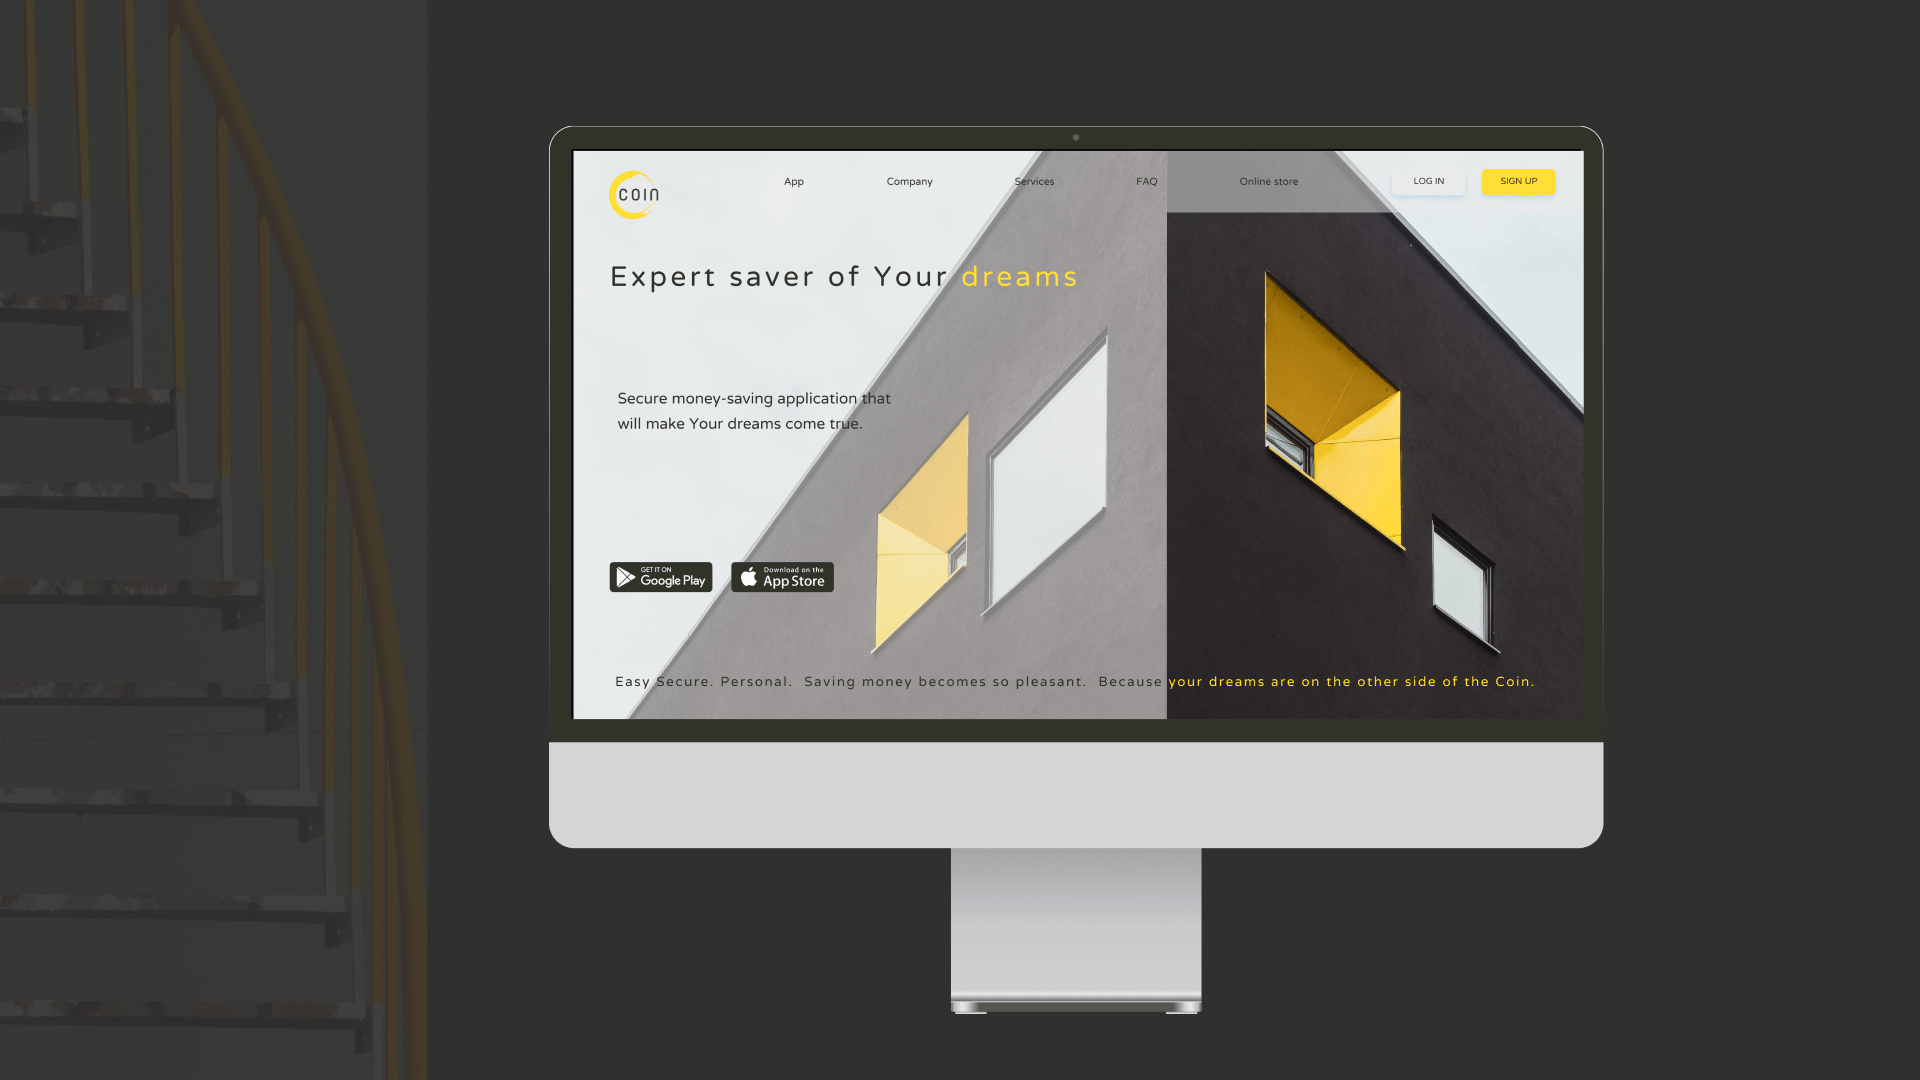 COIN
App
Company
Services
FAQ
Online store
LOG IN
SIGN UP
Expert saver of Your dreams
Secure money-saving application that
will make Your dreams come true.
GET IT ON
Google Play
Download on the
App Store
Easy Secure. Personal.  Saving money becomes so pleasant.  Because your dreams are on the other side of the Coin.